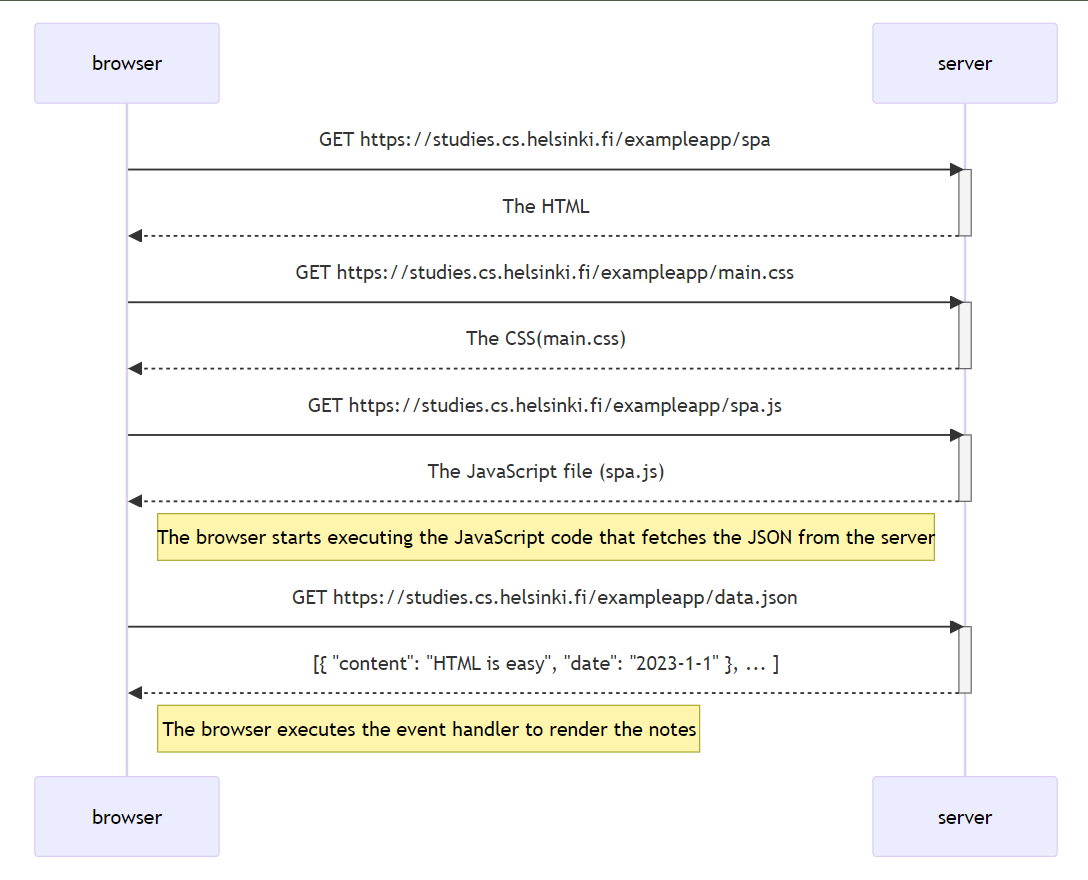 browser
server
GET https://studies.cs.helsinki.fi/exampleapp/spa
The HTML
GET https://studies.cs.helsinki.fi/exampleapp/main.css
The CSS(main.css)
GET https://studies.cs.helsinki.fi/exampleapp/spa.js
The JavaScript file (spa.js)
The browser starts executing the JavaScript code that fetches the JSON from the server
GET https://studies.cs.helsinki.fi/exampleapp/data.json
[{ "content": "HTML is easy", "date": "2023-1-1" }, ... ]
The browser executes the event handler to render the notes
browser
server